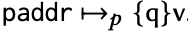 paddr ↦ₚ {q}v.